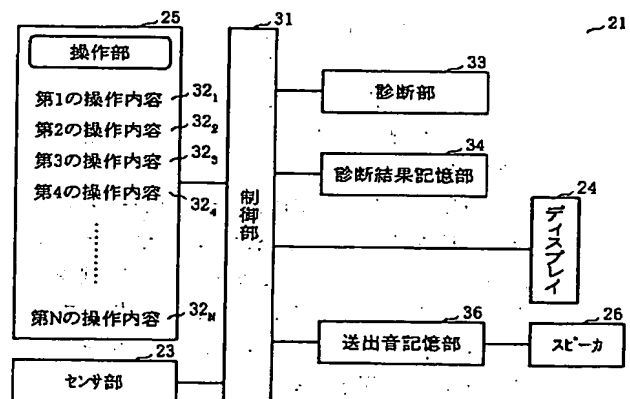 25
操作部
第1の操作内容 32₁
第2の操作内容 32₂
第3の操作内容 32₃
第4の操作内容 32₄
第Nの操作内容 32N
23
センサ部
31
制御部
21
33
診断部
34
診断結果記憶部
24
ディスプレイ
36
送出音記憶部
26
スピーカ